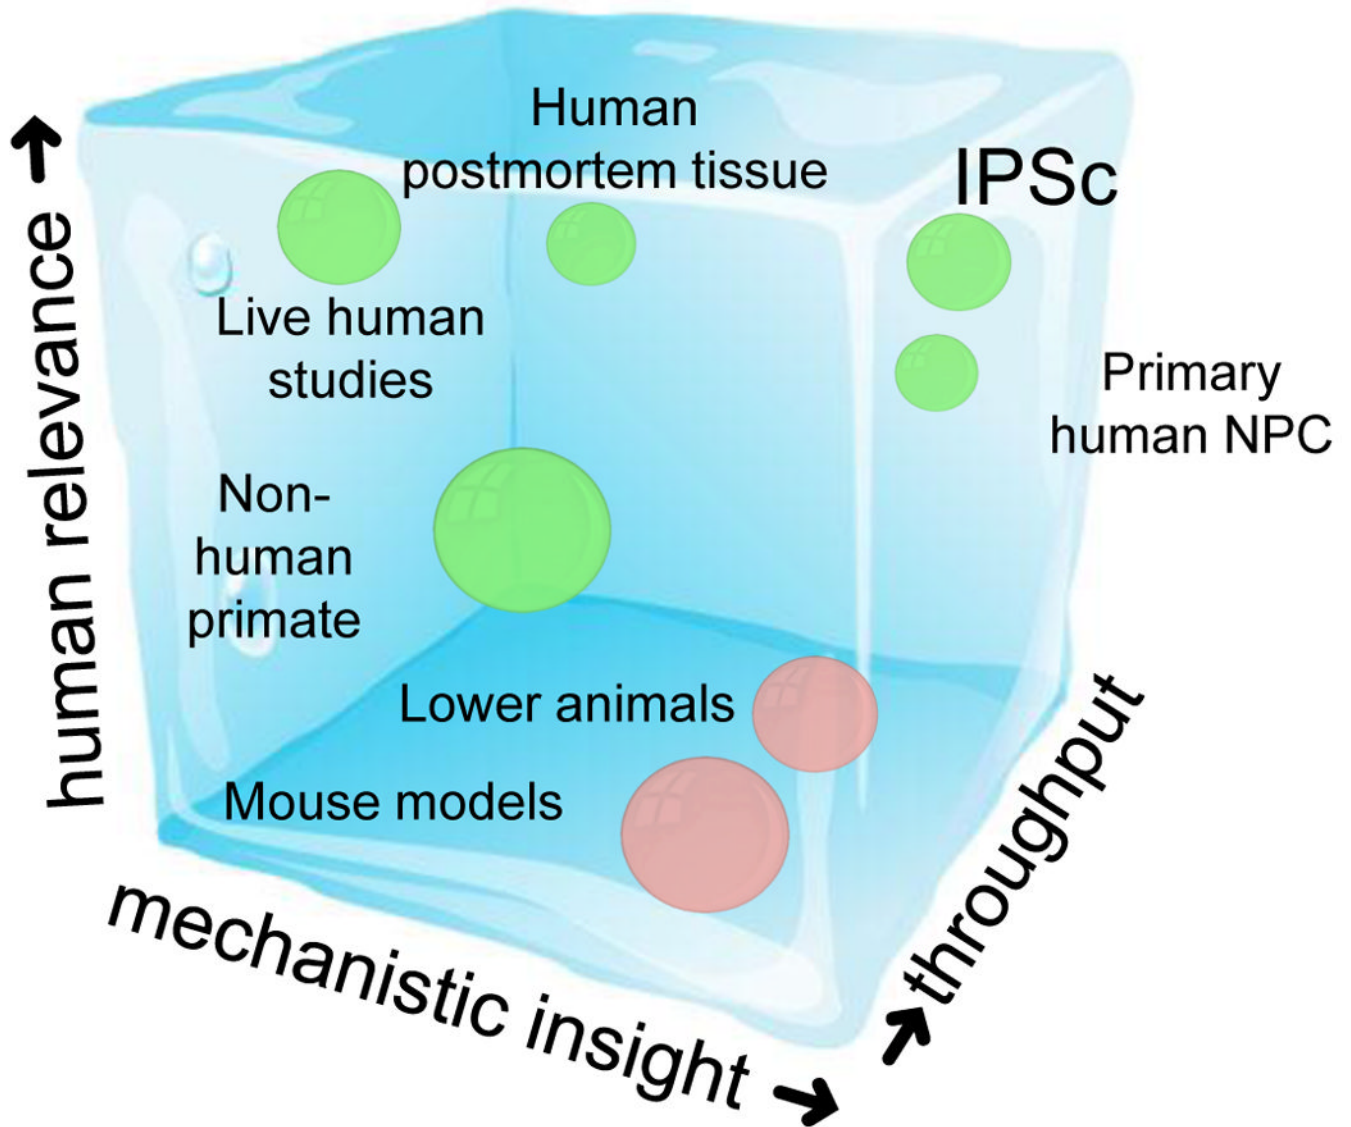 Human
postmortem tissue
IPSc
Live human
studies
Primary
human NPC
Non-
human
primate
Lower animals
Mouse models
human relevance
mechanistic insight
throughput